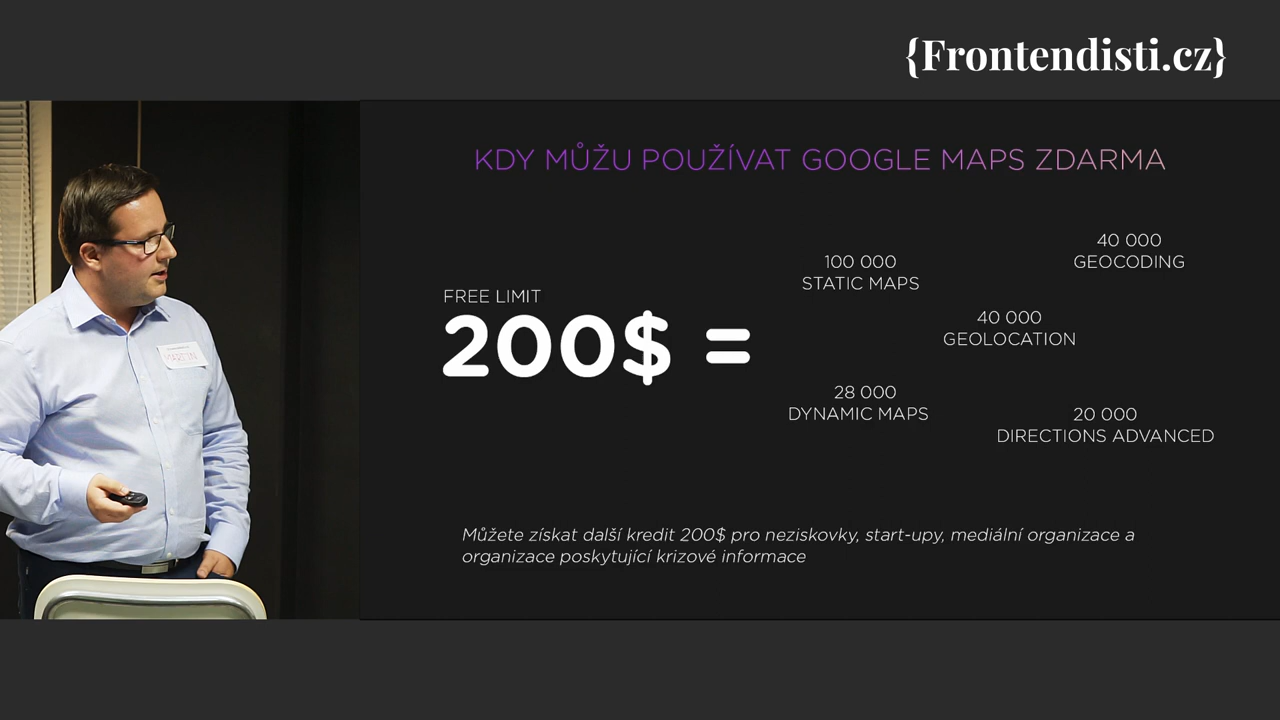 {Frontendisti.cz}
KDY MŮŽU POUŽÍVAT GOOGLE MAPS ZDARMA
FREE LIMIT
200$ =
100 000
STATIC MAPS
40 000
GEOCODING
40 000
GEOLOCATION
28 000
DYNAMIC MAPS
20 000
DIRECTIONS ADVANCED
Můžete získat další kredit 200$ pro neziskovky, start-upy, mediální organizace a
organizace poskytující krizové informace
MARTIN